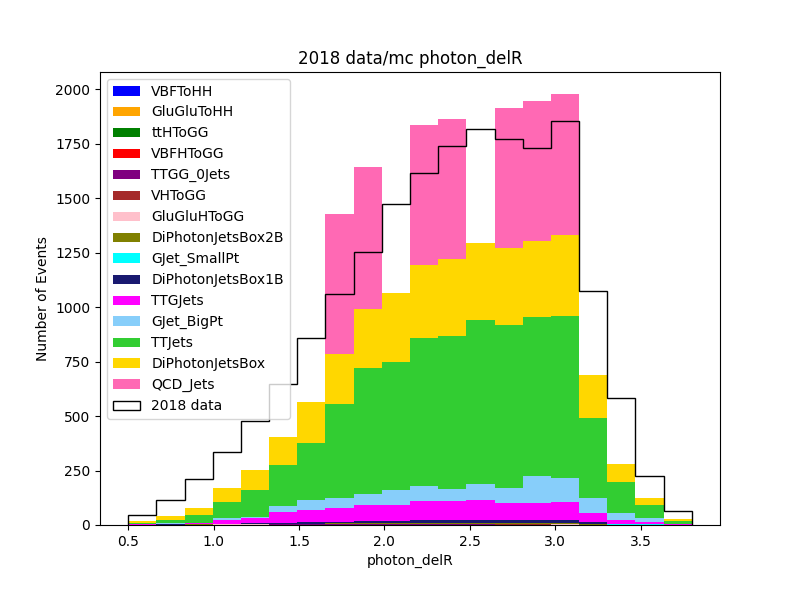 2018 data/mc photon_delR
Number of Events
2000
1750
1500
1250
1000
750
500
250
0
VBFToHH
GluGluToHH
ttHToGG
VBFHToGG
TTGG_0Jets
VHToGG
GluGluHToGG
DiPhotonJetsBox2B
GJet_SmallPt
DiPhotonJetsBox1B
TTGJets
GJet_BigPt
TTJets
DiPhotonJetsBox
QCD_Jets
2018 data
0.5
1.0
1.5
2.0
2.5
3.0
3.5
photon_delR